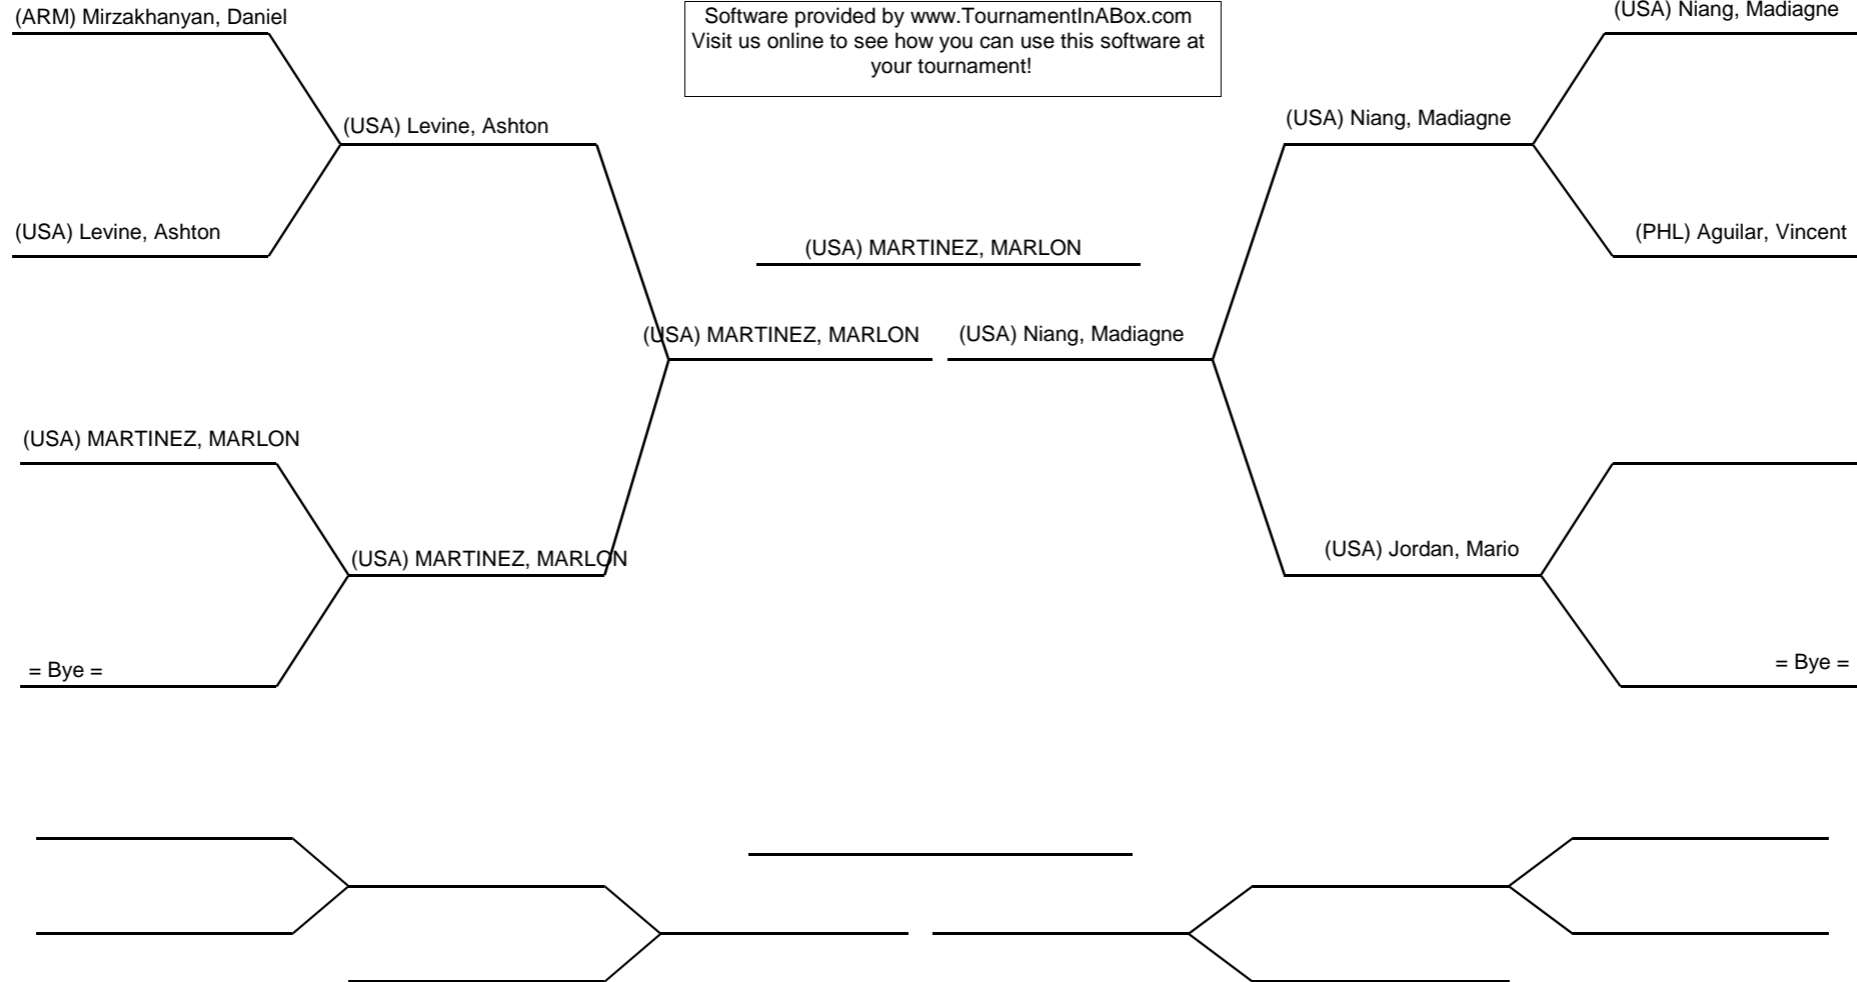 (ARM) Mirzakhanyan, Daniel
Software provided by www.TournamentInABox.com
Visit us online to see how you can use this software at
your tournament!
(USA) Niang, Madiagne
(USA) Levine, Ashton
(USA) Niang, Madiagne
(USA) Levine, Ashton
(USA) MARTINEZ, MARLON
(PHL) Aguilar, Vincent
(USA) MARTINEZ, MARLON
(USA) Niang, Madiagne
(USA) MARTINEZ, MARLON
(USA) MARTINEZ, MARLON
(USA) Jordan, Mario
= Bye =
= Bye =